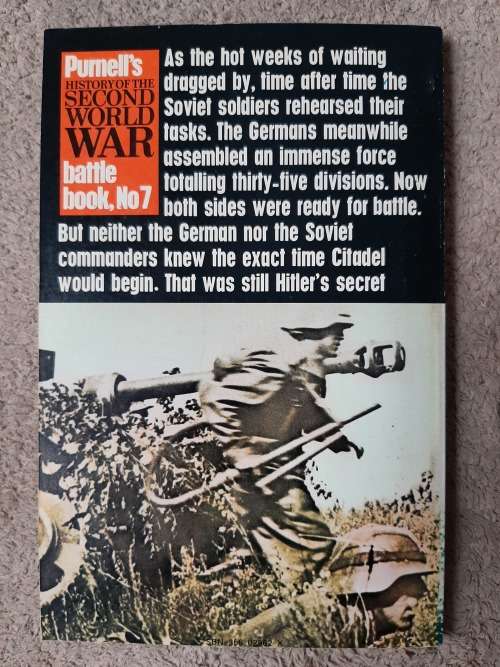 Purnell's
HISTORY OF THE
SECOND
WORLD
WAR
battle
book, No 7
As the hot weeks of waiting
dragged by, time after time the
Soviet soldiers rehearsed their
tasks. The Germans meanwhile
assembled an immense force
totalling thirty-five divisions. Now
both sides were ready for battle.
But neither the German nor the Soviet
commanders knew the exact time Citadel
would begin. That was still Hitler's secret